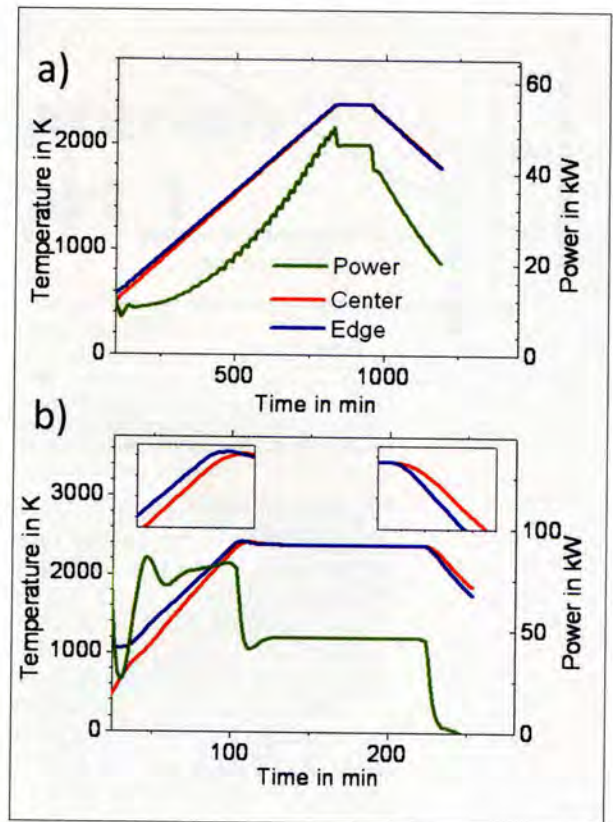 a)
Temperature in K
2000
1000
0
60
40
20
0
Power in kW
Power
Center
Edge
500
1000
Time in min
b)
Temperature in K
3000
2000
1000
0
100
50
0
Power in kW
100
200
Time in min